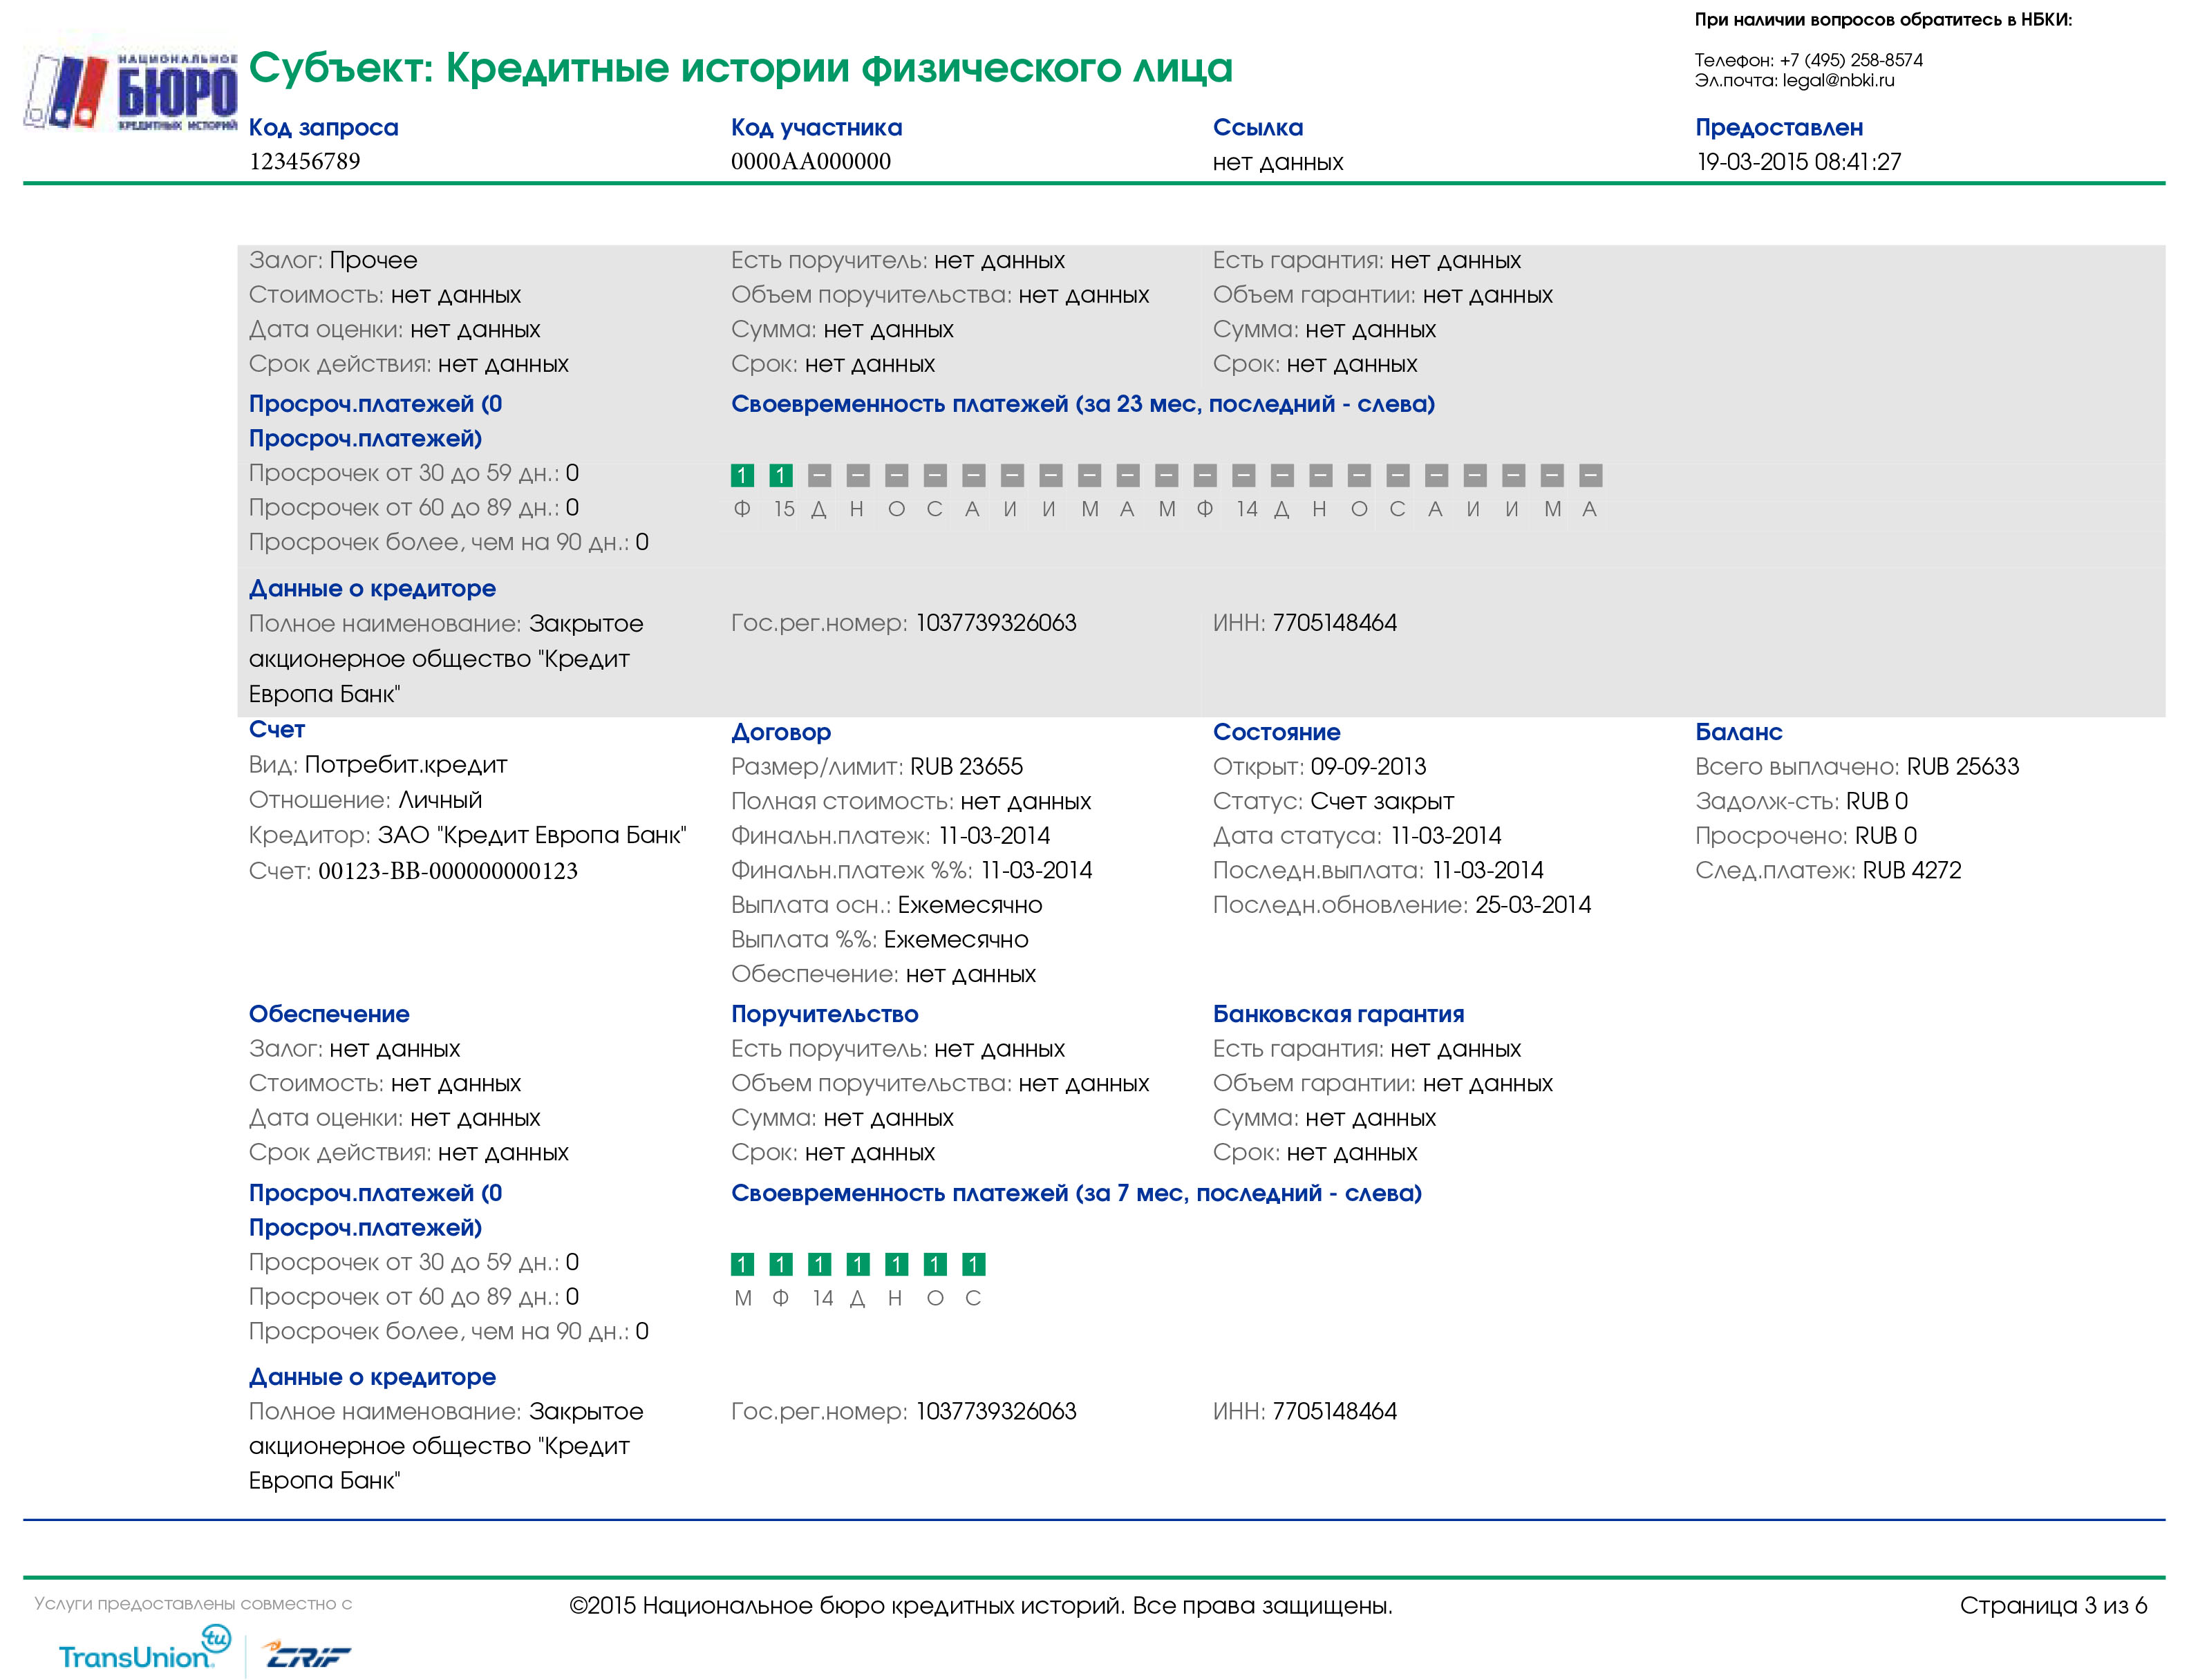 При наличии вопросов обратитесь в НБКИ:
Телефон: +7 (495) 258-8574
Эл.почта: legal@nbki.ru
НАЦИОНАЛЬНОЕ
БЮРО
КРЕДИТНЫХ ИСТОРИЙ
Субъект: Кредитные истории физического лица
Код запроса Код участника Ссылка Предоставлен
123456789 0000AA000000 нет данных 19-03-2015 08:41:27
Залог: Прочее Есть поручитель: нет данных Есть гарантия: нет данных
Стоимость: нет данных Объем поручительства: нет данных Объем гарантии: нет данных
Дата оценки: нет данных Сумма: нет данных Сумма: нет данных
Срок действия: нет данных Срок: нет данных Срок: нет данных
Просроч.платежей (0 Своевременность платежей (за 23 мес, последний - слева)
Просроч.платежей)
Просрочек от 30 до 59 дн.: 0 1 1 – – – – – – – – – – – – – – – – – – – – –
Просрочек от 60 до 89 дн.: 0 Ф 15 Д Н О С А И И М А М Ф 14 Д Н О С А И И М А
Просрочек более, чем на 90 дн.: 0
Данные о кредиторе
Полное наименование: Закрытое Гос.рег.номер: 1037739326063 ИНН: 7705148464
акционерное общество "Кредит
Европа Банк"
Счет Договор Состояние Баланс
Вид: Потребит.кредит Размер/лимит: RUB 23655 Открыт: 09-09-2013 Всего выплачено: RUB 25633
Отношение: Личный Полная стоимость: нет данных Статус: Счет закрыт Задолж-сть: RUB 0
Кредитор: ЗАО "Кредит Европа Банк" Финальн.платеж: 11-03-2014 Дата статуса: 11-03-2014 Просрочено: RUB 0
Счет: 00123-BB-000000000123 Финальн.платеж %%: 11-03-2014 Последн.выплата: 11-03-2014 След.платеж: RUB 4272
Выплата осн.: Ежемесячно Последн.обновление: 25-03-2014
Выплата %%: Ежемесячно
Обеспечение: нет данных
Обеспечение Поручительство Банковская гарантия
Залог: нет данных Есть поручитель: нет данных Есть гарантия: нет данных
Стоимость: нет данных Объем поручительства: нет данных Объем гарантии: нет данных
Дата оценки: нет данных Сумма: нет данных Сумма: нет данных
Срок действия: нет данных Срок: нет данных Срок: нет данных
Просроч.платежей (0 Своевременность платежей (за 7 мес, последний - слева)
Просроч.платежей)
Просрочек от 30 до 59 дн.: 0 1 1 1 1 1 1 1
Просрочек от 60 до 89 дн.: 0 М Ф 14 Д Н О С
Просрочек более, чем на 90 дн.: 0
Данные о кредиторе
Полное наименование: Закрытое Гос.рег.номер: 1037739326063 ИНН: 7705148464
акционерное общество "Кредит
Европа Банк"
Услуги предоставлены совместно с ©2015 Национальное бюро кредитных историй. Все права защищены. Страница 3 из 6
TransUnion. tu CRIF